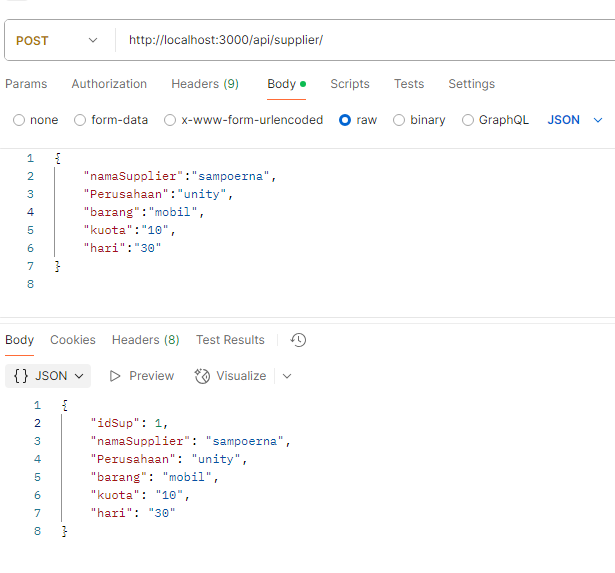 POST http://localhost:3000/api/supplier/
Params Authorization Headers (9) Body Scripts Tests Settings
none form-data x-www-form-urlencoded raw binary GraphQL JSON
1 {
2 "namaSupplier":"sampoerna",
3 "Perusahaan":"unity",
4 "barang":"mobil",
5 "kuota":"10",
6 "hari":"30"
7 }
8
Body Cookies Headers (8) Test Results
{} JSON Preview Visualize
1 {
2 "idSup": 1,
3 "namaSupplier": "sampoerna",
4 "Perusahaan": "unity",
5 "barang": "mobil",
6 "kuota": "10",
7 "hari": "30"
8 }